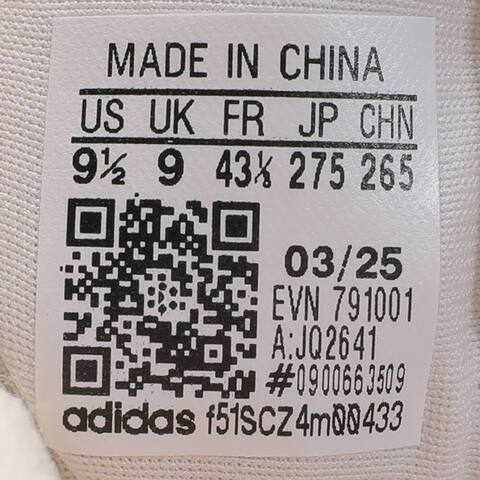 MADE IN CHINA
US UK FR JP CHN
9½ 9 43⅓ 275 265
03/25
EVN 791001
A:JQ2641
#0900663509
adidas f51SCZ4m00433